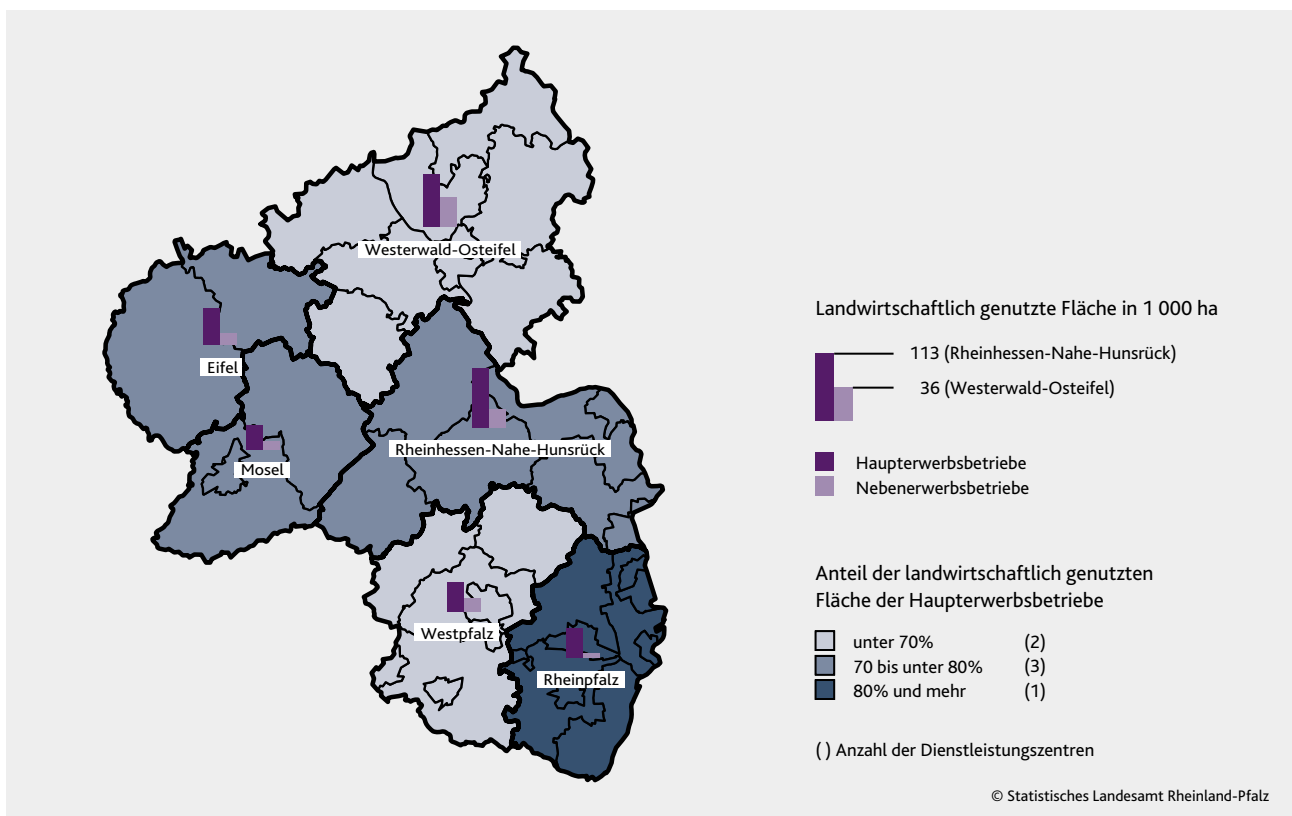 Westerwald-Osteifel
Eifel
Mosel
Rheinhessen-Nahe-Hunsrück
Westpfalz
Rheinpfalz
Landwirtschaftlich genutzte Fläche in 1 000 ha
113 (Rheinhessen-Nahe-Hunsrück)
36 (Westerwald-Osteifel)
Haupterwerbsbetriebe
Nebenerwerbsbetriebe
Anteil der landwirtschaftlich genutzten
Fläche der Haupterwerbsbetriebe
unter 70% (2)
70 bis unter 80% (3)
80% und mehr (1)
( ) Anzahl der Dienstleistungszentren
© Statistisches Landesamt Rheinland-Pfalz